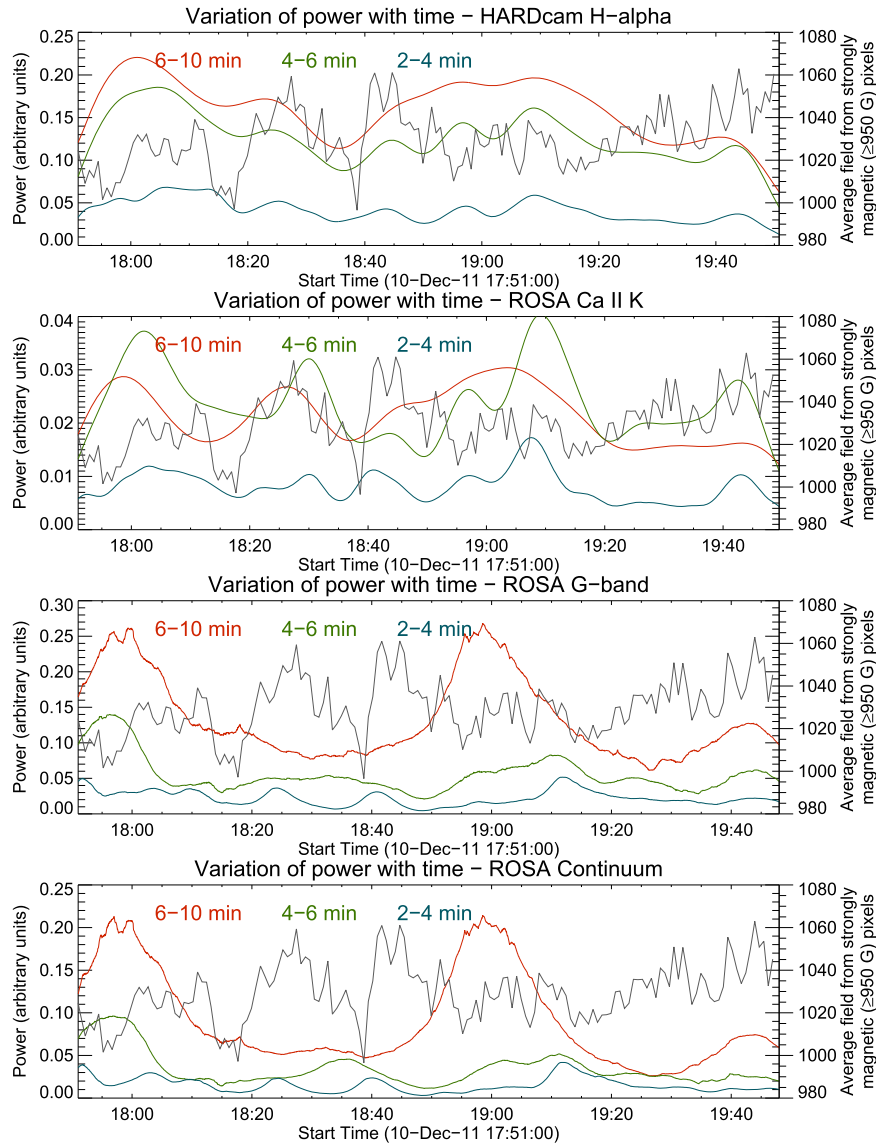 Variation of power with time − HARDcam H−alpha
6−10 min 4−6 min 2−4 min
Power (arbitrary units)
0.25
0.20
0.15
0.10
0.05
0.00
1080
1060
1040
1020
1000
980
Average field from strongly
magnetic (≥950 G) pixels
18:00 18:20 18:40 19:00 19:20 19:40
Start Time (10−Dec−11 17:51:00)
Variation of power with time − ROSA Ca II K
6−10 min 4−6 min 2−4 min
Power (arbitrary units)
0.04
0.03
0.02
0.01
0.00
1080
1060
1040
1020
1000
980
Average field from strongly
magnetic (≥950 G) pixels
18:00 18:20 18:40 19:00 19:20 19:40
Start Time (10−Dec−11 17:51:00)
Variation of power with time − ROSA G−band
6−10 min 4−6 min 2−4 min
Power (arbitrary units)
0.30
0.25
0.20
0.15
0.10
0.05
0.00
1080
1060
1040
1020
1000
980
Average field from strongly
magnetic (≥950 G) pixels
18:00 18:20 18:40 19:00 19:20 19:40
Start Time (10−Dec−11 17:51:00)
Variation of power with time − ROSA Continuum
6−10 min 4−6 min 2−4 min
Power (arbitrary units)
0.25
0.20
0.15
0.10
0.05
0.00
1080
1060
1040
1020
1000
980
Average field from strongly
magnetic (≥950 G) pixels
18:00 18:20 18:40 19:00 19:20 19:40
Start Time (10−Dec−11 17:51:00)